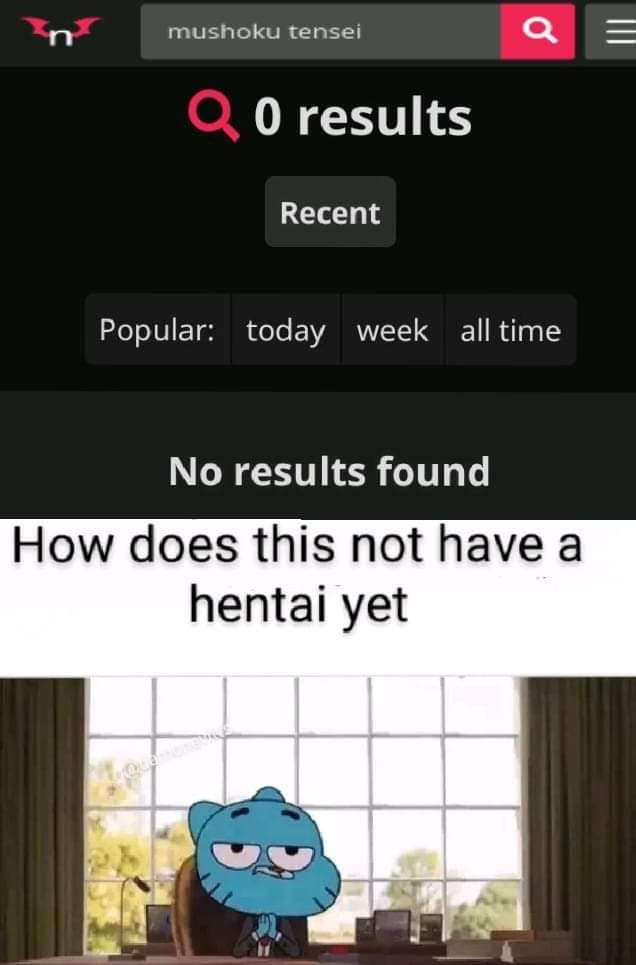 n
mushoku tensei
0 results
Recent
Popular: today week all time
No results found
How does this not have a
hentai yet